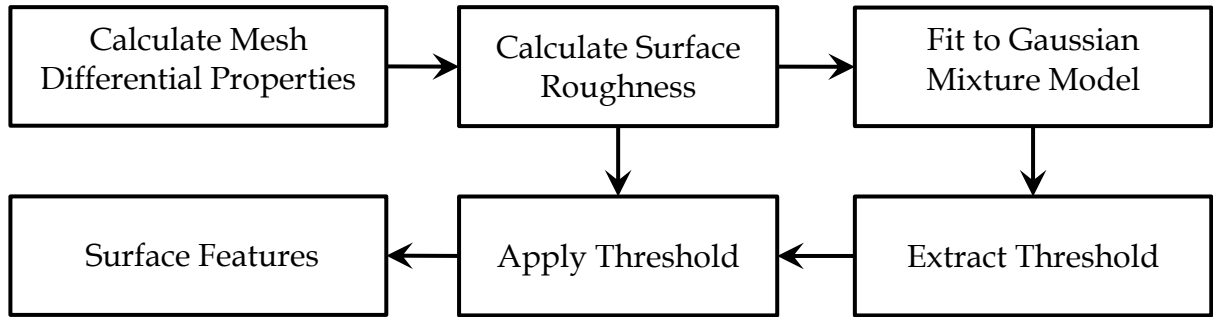 Calculate Mesh
Differential Properties
Calculate Surface
Roughness
Fit to Gaussian
Mixture Model
Surface Features
Apply Threshold
Extract Threshold